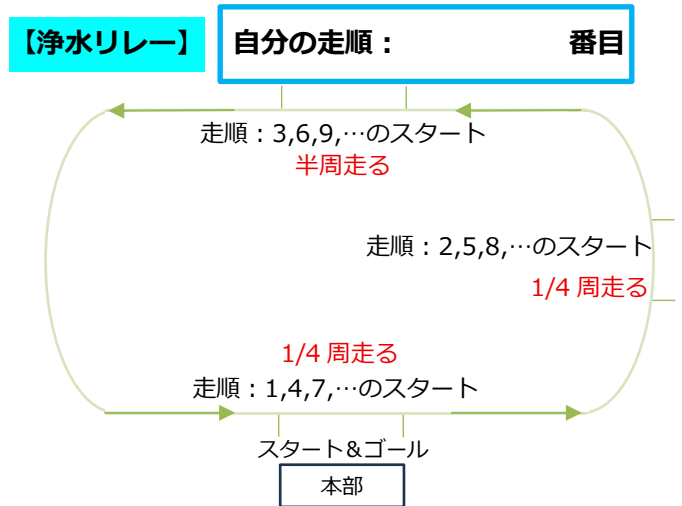 【浄水リレー】 自分の走順： 番目
走順：3,6,9,…のスタート
半周走る
走順：2,5,8,…のスタート
1/4 周走る
1/4 周走る
走順：1,4,7,…のスタート
スタート&ゴール
本部